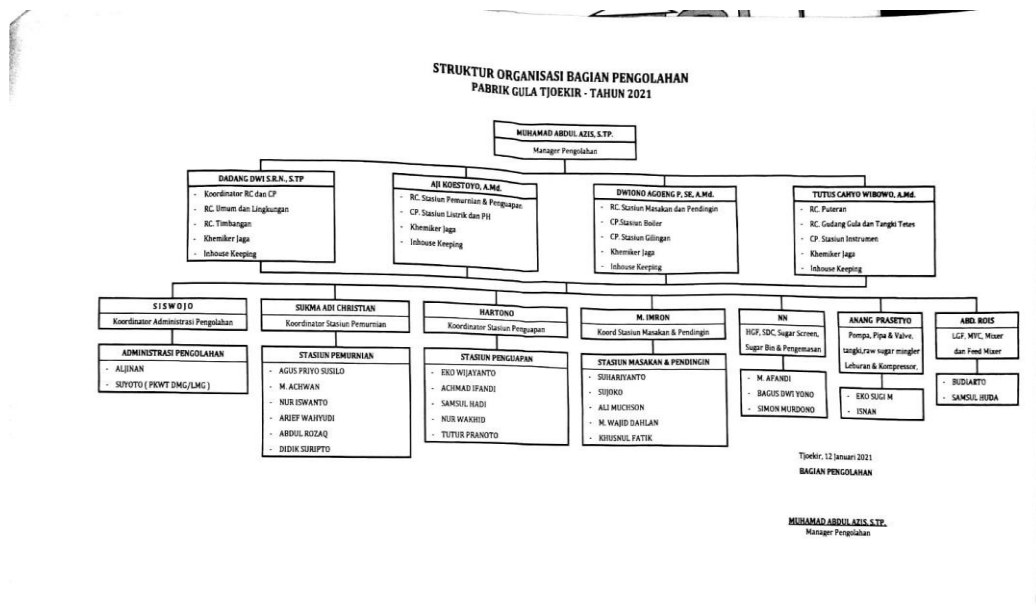 STRUKTUR ORGANISASI BAGIAN PENGOLAHAN
PABRIK GULA TJOEKIR - TAHUN 2021
MUHAMAD ABDUL AZIS, S.TP.
Manager Pengolahan
DADANG DWI S.R.N., S.TP
- Koordinator RC dan CP
- RC. Umum dan Lingkungan
- RC. Timbangan
- Khemiker Jaga
- Inhouse Keeping
AJI KOESTOYO, A.Md.
- RC. Stasiun Pemurnian & Penguapan
- CP. Stasiun Listrik dan PH
- Khemiker Jaga
- Inhouse Keeping
DWIONO AGOENG P, SE, A.Md.
- RC. Stasiun Masakan dan Pendingin
- CP.Stasiun Boiler
- CP. Stasiun Gilingan
- Khemiker Jaga
- Inhouse Keeping
TUTUS CAHYO WIBOWO, A.Md.
- RC. Puteran
- RC. Gudang Gula dan Tangki Tetes
- CP. Stasiun Instrumen
- Khemiker Jaga
- Inhouse Keeping
SISWOJO
Koordinator Administrasi Pengolahan
ADMINISTRASI PENGOLAHAN
- ALJINAN
- SUYOTO ( PKWT DMG/LMG )
SUKMA ADI CHRISTIAN
Koordinator Stasiun Pemurnian
STASIUN PEMURNIAN
- AGUS PRIYO SUSILO
- M. ACHWAN
- NUR ISWANTO
- ARIEF WAHYUDI
- ABDUL ROZAQ
- DIDIK SURIPTO
HARTONO
Koordinator Stasiun Penguapan
STASIUN PENGUAPAN
- EKO WIJAYANTO
- ACHMAD IFANDI
- SAMSUL HADI
- NUR WAKHID
- TUTUR PRANOTO
M. IMRON
Koord Stasiun Masakan & Pendingin
STASIUN MASAKAN & PENDINGIN
- SUHARIYANTO
- SUJOKO
- ALI MUCHSON
- M. WAJID DAHLAN
- KHUSNUL FATIK
NN
HGF, SDC, Sugar Screen,
Sugar Bin & Pengemasan
- M. AFANDI
- BAGUS DWI YONO
- SIMON MURDONO
ANANG PRASETYO
Pompa, Pipa & Valve,
tangki,raw sugar mingler
Leburan & Kompressor,
- EKO SUGI M
- ISNAN
ABD. ROIS
LGF, MVC, Mixer
dan Feed Mixer
- BUDIARTO
- SAMSUL HUDA
Tjoekir, 12 Januari 2021
BAGIAN PENGOLAHAN
MUHAMAD ABDUL AZIS, S.TP.
Manager Pengolahan